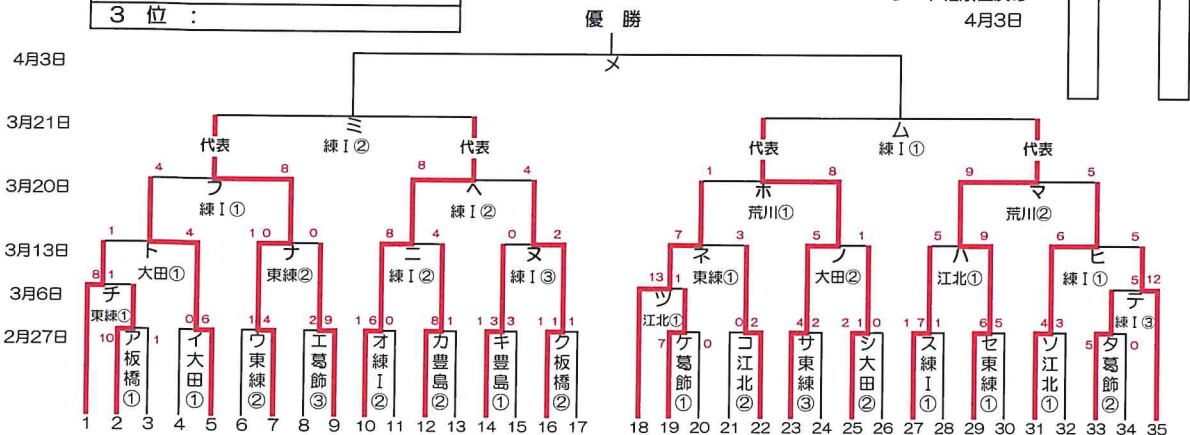 3 位 ：
優 勝
4月3日
4月3日
メ
3月21日
ミ
ム
代表 練Ⅰ② 代表 代表 練Ⅰ① 代表
4 8 8 4 1 8 9 5
3月20日
フ ヘ ホ マ
練Ⅰ① 練Ⅰ② 荒川① 荒川②
1 4 10 0 8 4 0 2 7 3 5 1 5 9 6 5
3月13日
ト ナ ニ ヌ ネ ノ ハ ヒ
大田① 東練② 練Ⅰ② 練Ⅰ③ 東練① 大田② 江北① 練Ⅰ①
8 1 13 1 5 12
3月6日
チ ツ テ
東練① 江北① 練Ⅰ③
2月27日
10 1 0 6 1 4 2 9 16 0 8 1 13 3 11 1 7 0 0 2 4 2 2 10 17 1 6 5 4 3 5 0
ア板橋① イ大田① ウ東練② エ葛飾③ オ練Ⅰ② カ豊島② キ豊島① ク板橋② ケ葛飾① コ江北② サ東練③ シ大田② ス練Ⅰ① セ東練① ソ江北① タ葛飾②
1 2 3 4 5 6 7 8 9 10 11 12 13 14 15 16 17 18 19 20 21 22 23 24 25 26 27 28 29 30 31 32 33 34 35